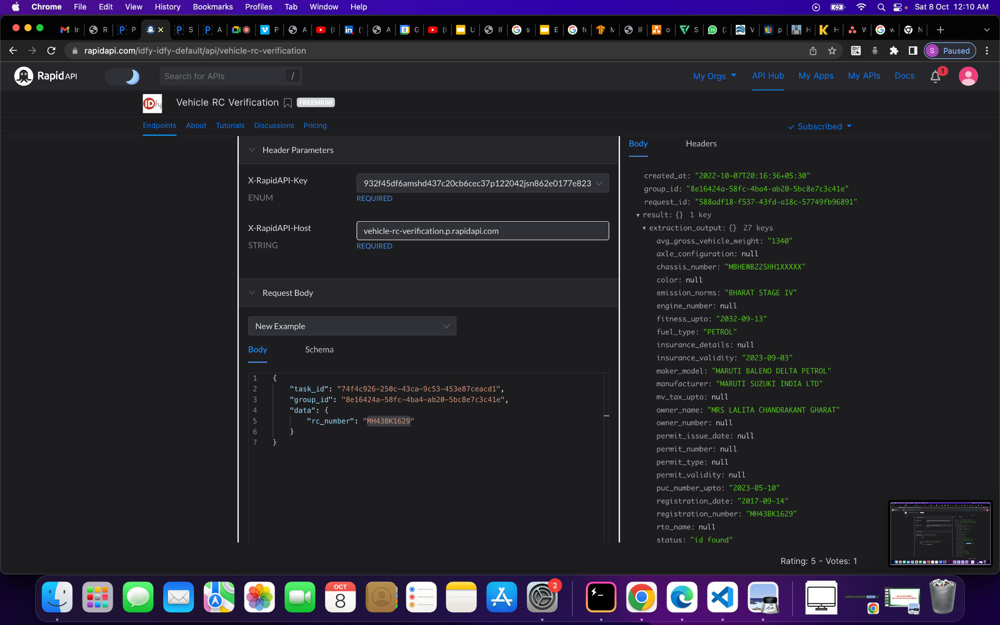 Chrome File Edit View History Bookmarks Profiles Tab Window Help Sat 8 Oct 12:10 AM
rapidapi.com/idfy-idfy-default/api/vehicle-rc-verification Paused
Rapid API Search for APIs / My Orgs API Hub My Apps My APIs Docs 1
IDfy Vehicle RC Verification FREEMIUM
Endpoints About Tutorials Discussions Pricing Subscribed
Header Parameters
X-RapidAPI-Key 932f45df6amshd437c20cb6cec37p122042jsn862e0177e823
ENUM REQUIRED
X-RapidAPI-Host vehicle-rc-verification.p.rapidapi.com
STRING REQUIRED
Request Body
New Example
Body Schema
1 {
2 "task_id": "74f4c926-250c-43ca-9c53-453e87ceacd1",
3 "group_id": "8e16424a-58fc-4ba4-ab20-5bc8e7c3c41e",
4 "data": {
5 "rc_number": "MH43BK1629"
6 }
7 }
Body Headers
created_at: "2022-10-07T20:16:36+05:30"
group_id: "8e16424a-58fc-4ba4-ab20-5bc8e7c3c41e"
request_id: "588adf18-f537-43fd-a18c-57749fb96891"
result: {} 1 key
extraction_output: {} 27 keys
avg_gross_vehicle_weight: "1340"
axle_configuration: null
chassis_number: "MBHEWB22SHH1XXXXX"
color: null
emission_norms: "BHARAT STAGE IV"
engine_number: null
fitness_upto: "2032-09-13"
fuel_type: "PETROL"
insurance_details: null
insurance_validity: "2023-09-03"
maker_model: "MARUTI BALENO DELTA PETROL"
manufacturer: "MARUTI SUZUKI INDIA LTD"
mv_tax_upto: null
owner_name: "MRS LALITA CHANDRAKANT GHARAT"
owner_number: null
permit_issue_date: null
permit_number: null
permit_type: null
permit_validity: null
puc_number_upto: "2023-05-10"
registration_date: "2017-09-14"
registration_number: "MH43BK1629"
rto_name: null
status: "id_found"
Rating: 5 - Votes: 1
OCT
8
2